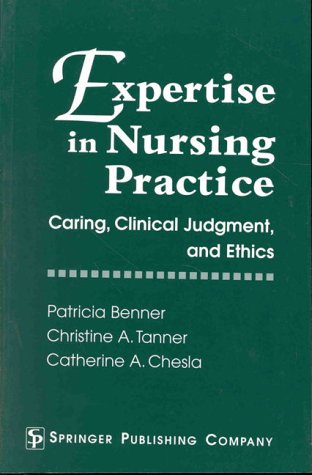 Expertise
in Nursing
Practice
Caring, Clinical Judgment,
and Ethics
Patricia Benner
Christine A. Tanner
Catherine A. Chesla
SP SPRINGER PUBLISHING COMPANY